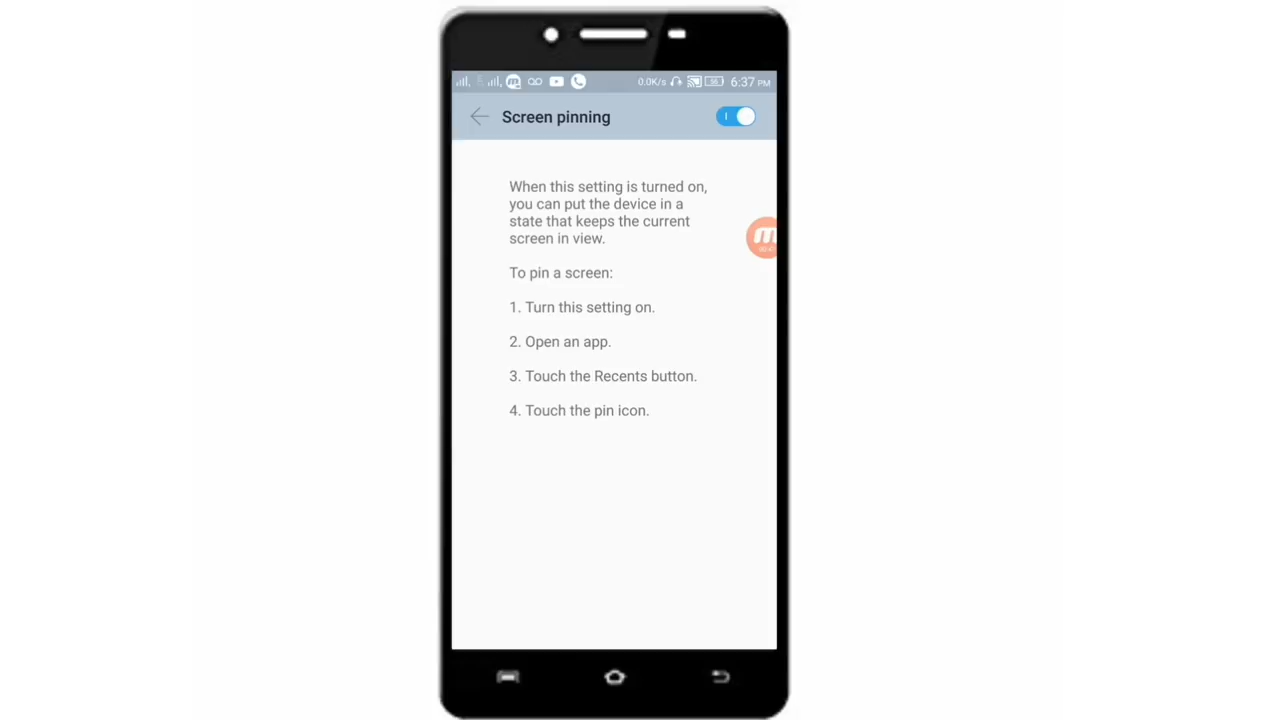 0.0K/s 6:37 PM
Screen pinning
When this setting is turned on,
you can put the device in a
state that keeps the current
screen in view.
To pin a screen:
1. Turn this setting on.
2. Open an app.
3. Touch the Recents button.
4. Touch the pin icon.